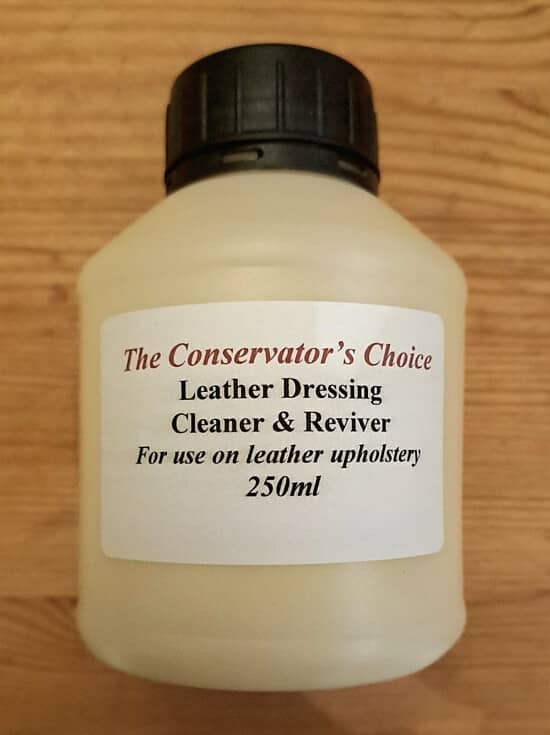 The Conservator's Choice
Leather Dressing
Cleaner & Reviver
For use on leather upholstery
250ml